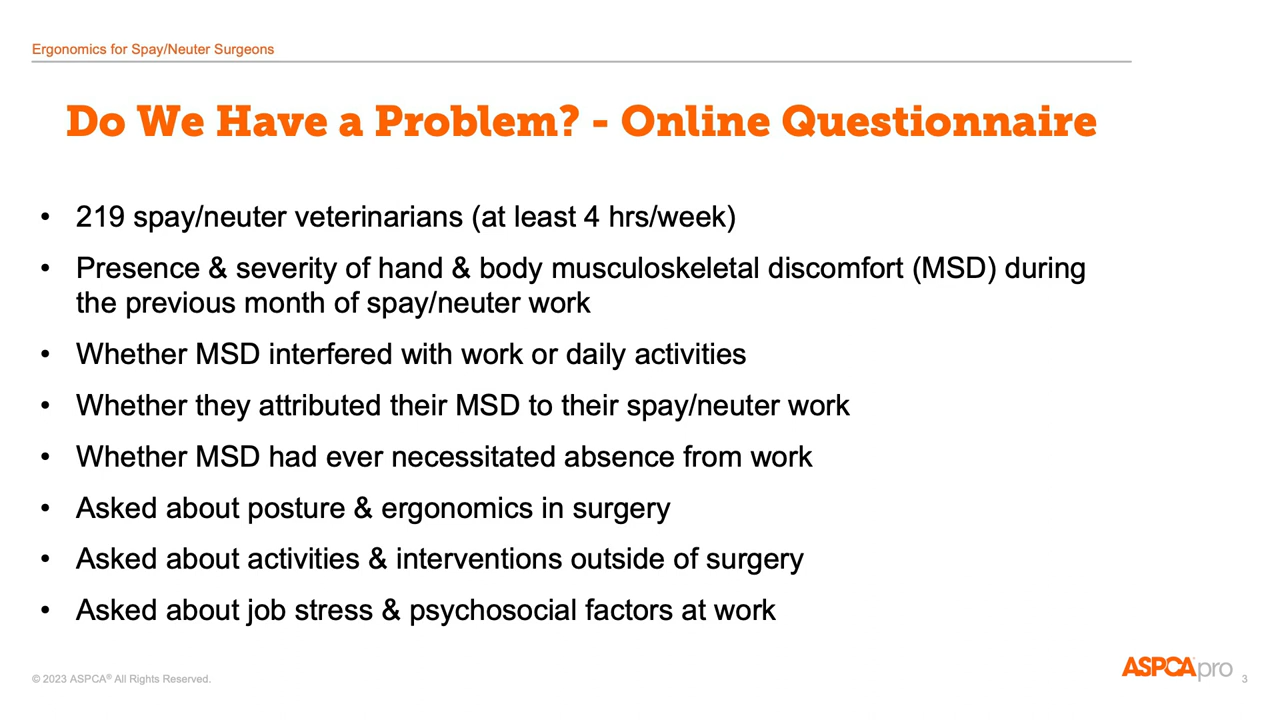 Ergonomics for Spay/Neuter Surgeons
Do We Have a Problem? - Online Questionnaire
• 219 spay/neuter veterinarians (at least 4 hrs/week)
• Presence & severity of hand & body musculoskeletal discomfort (MSD) during
the previous month of spay/neuter work
• Whether MSD interfered with work or daily activities
• Whether they attributed their MSD to their spay/neuter work
• Whether MSD had ever necessitated absence from work
• Asked about posture & ergonomics in surgery
• Asked about activities & interventions outside of surgery
• Asked about job stress & psychosocial factors at work
© 2023 ASPCA® All Rights Reserved.
ASPCApro
3